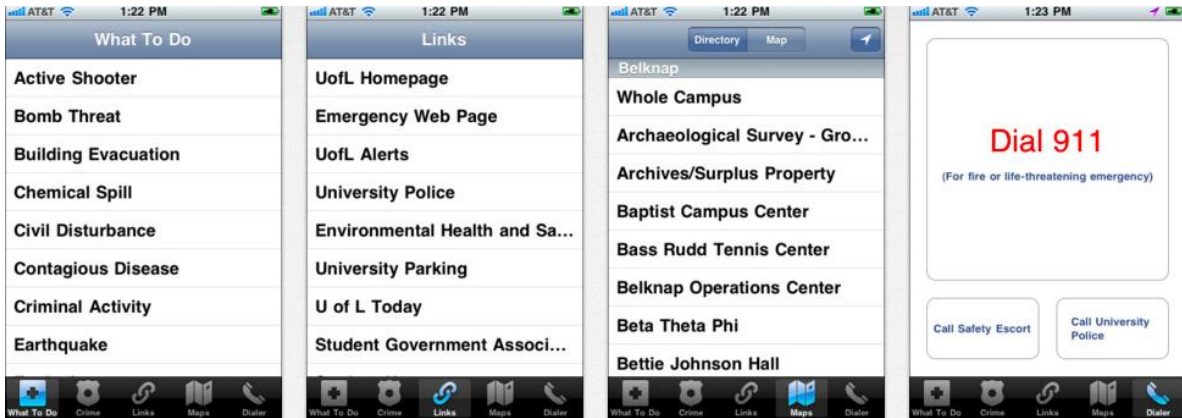 AT&T 1:22 PM
What To Do
Active Shooter
Bomb Threat
Building Evacuation
Chemical Spill
Civil Disturbance
Contagious Disease
Criminal Activity
Earthquake
What To Do Crime Links Maps Dialer
AT&T 1:22 PM
Links
UofL Homepage
Emergency Web Page
UofL Alerts
University Police
Environmental Health and Sa...
University Parking
U of L Today
Student Government Associ...
What To Do Crime Links Maps Dialer
AT&T 1:22 PM
Directory Map
Belknap
Whole Campus
Archaeological Survey - Gro...
Archives/Surplus Property
Baptist Campus Center
Bass Rudd Tennis Center
Belknap Operations Center
Beta Theta Phi
Bettie Johnson Hall
What To Do Crime Links Maps Dialer
AT&T 1:23 PM
Dial 911
(For fire or life-threatening emergency)
Call Safety Escort
Call University
Police
What To Do Crime Links Maps Dialer